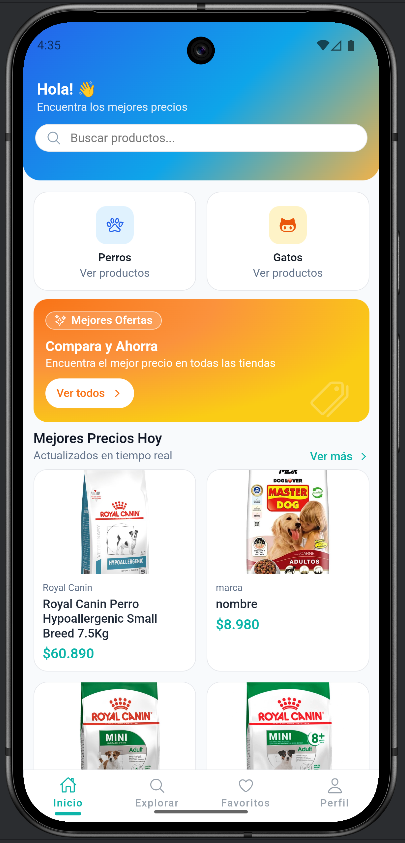 4:35
Hola! 👋
Encuentra los mejores precios
Buscar productos...
Perros
Ver productos
Gatos
Ver productos
Mejores Ofertas
Compara y Ahorra
Encuentra el mejor precio en todas las tiendas
Ver todos
Mejores Precios Hoy
Actualizados en tiempo real
Ver más
ROYAL CANIN
HYPOALLERGENIC
DOG LOVER
MASTER
DOG
ADULTOS
Royal Canin
Royal Canin Perro
Hypoallergenic Small
Breed 7.5Kg
$60.890
marca
nombre
$8.980
ROYAL CANIN
MINI
Adult
ROYAL CANIN
MINI
Adult
8+
Inicio
Explorar
Favoritos
Perfil